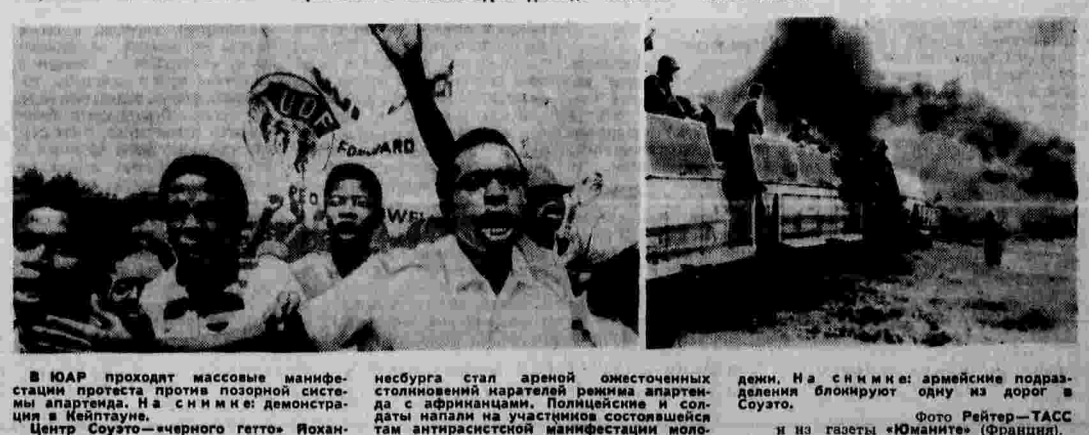 UDF
FORWARD
PEO
WEL
В ЮАР проходят массовые манифе-
стации протеста против позорной систе-
мы апартеида. На снимке: демонстра-
ция в Кейптауне.
Центр Соуэто—«черного гетто» Йохан-
несбурга стал ареной ожесточенных
столкновений карателей режима апартеи-
да с африканцами. Полицейские и сол-
даты напали на участников состоявшейся
там антирасистской манифестации моло-
дежи. На снимке: армейские подраз-
деления блокируют одну из дорог в
Соуэто.
Фото Рейтер—ТАСС
и из газеты «Юманите» (Франция).